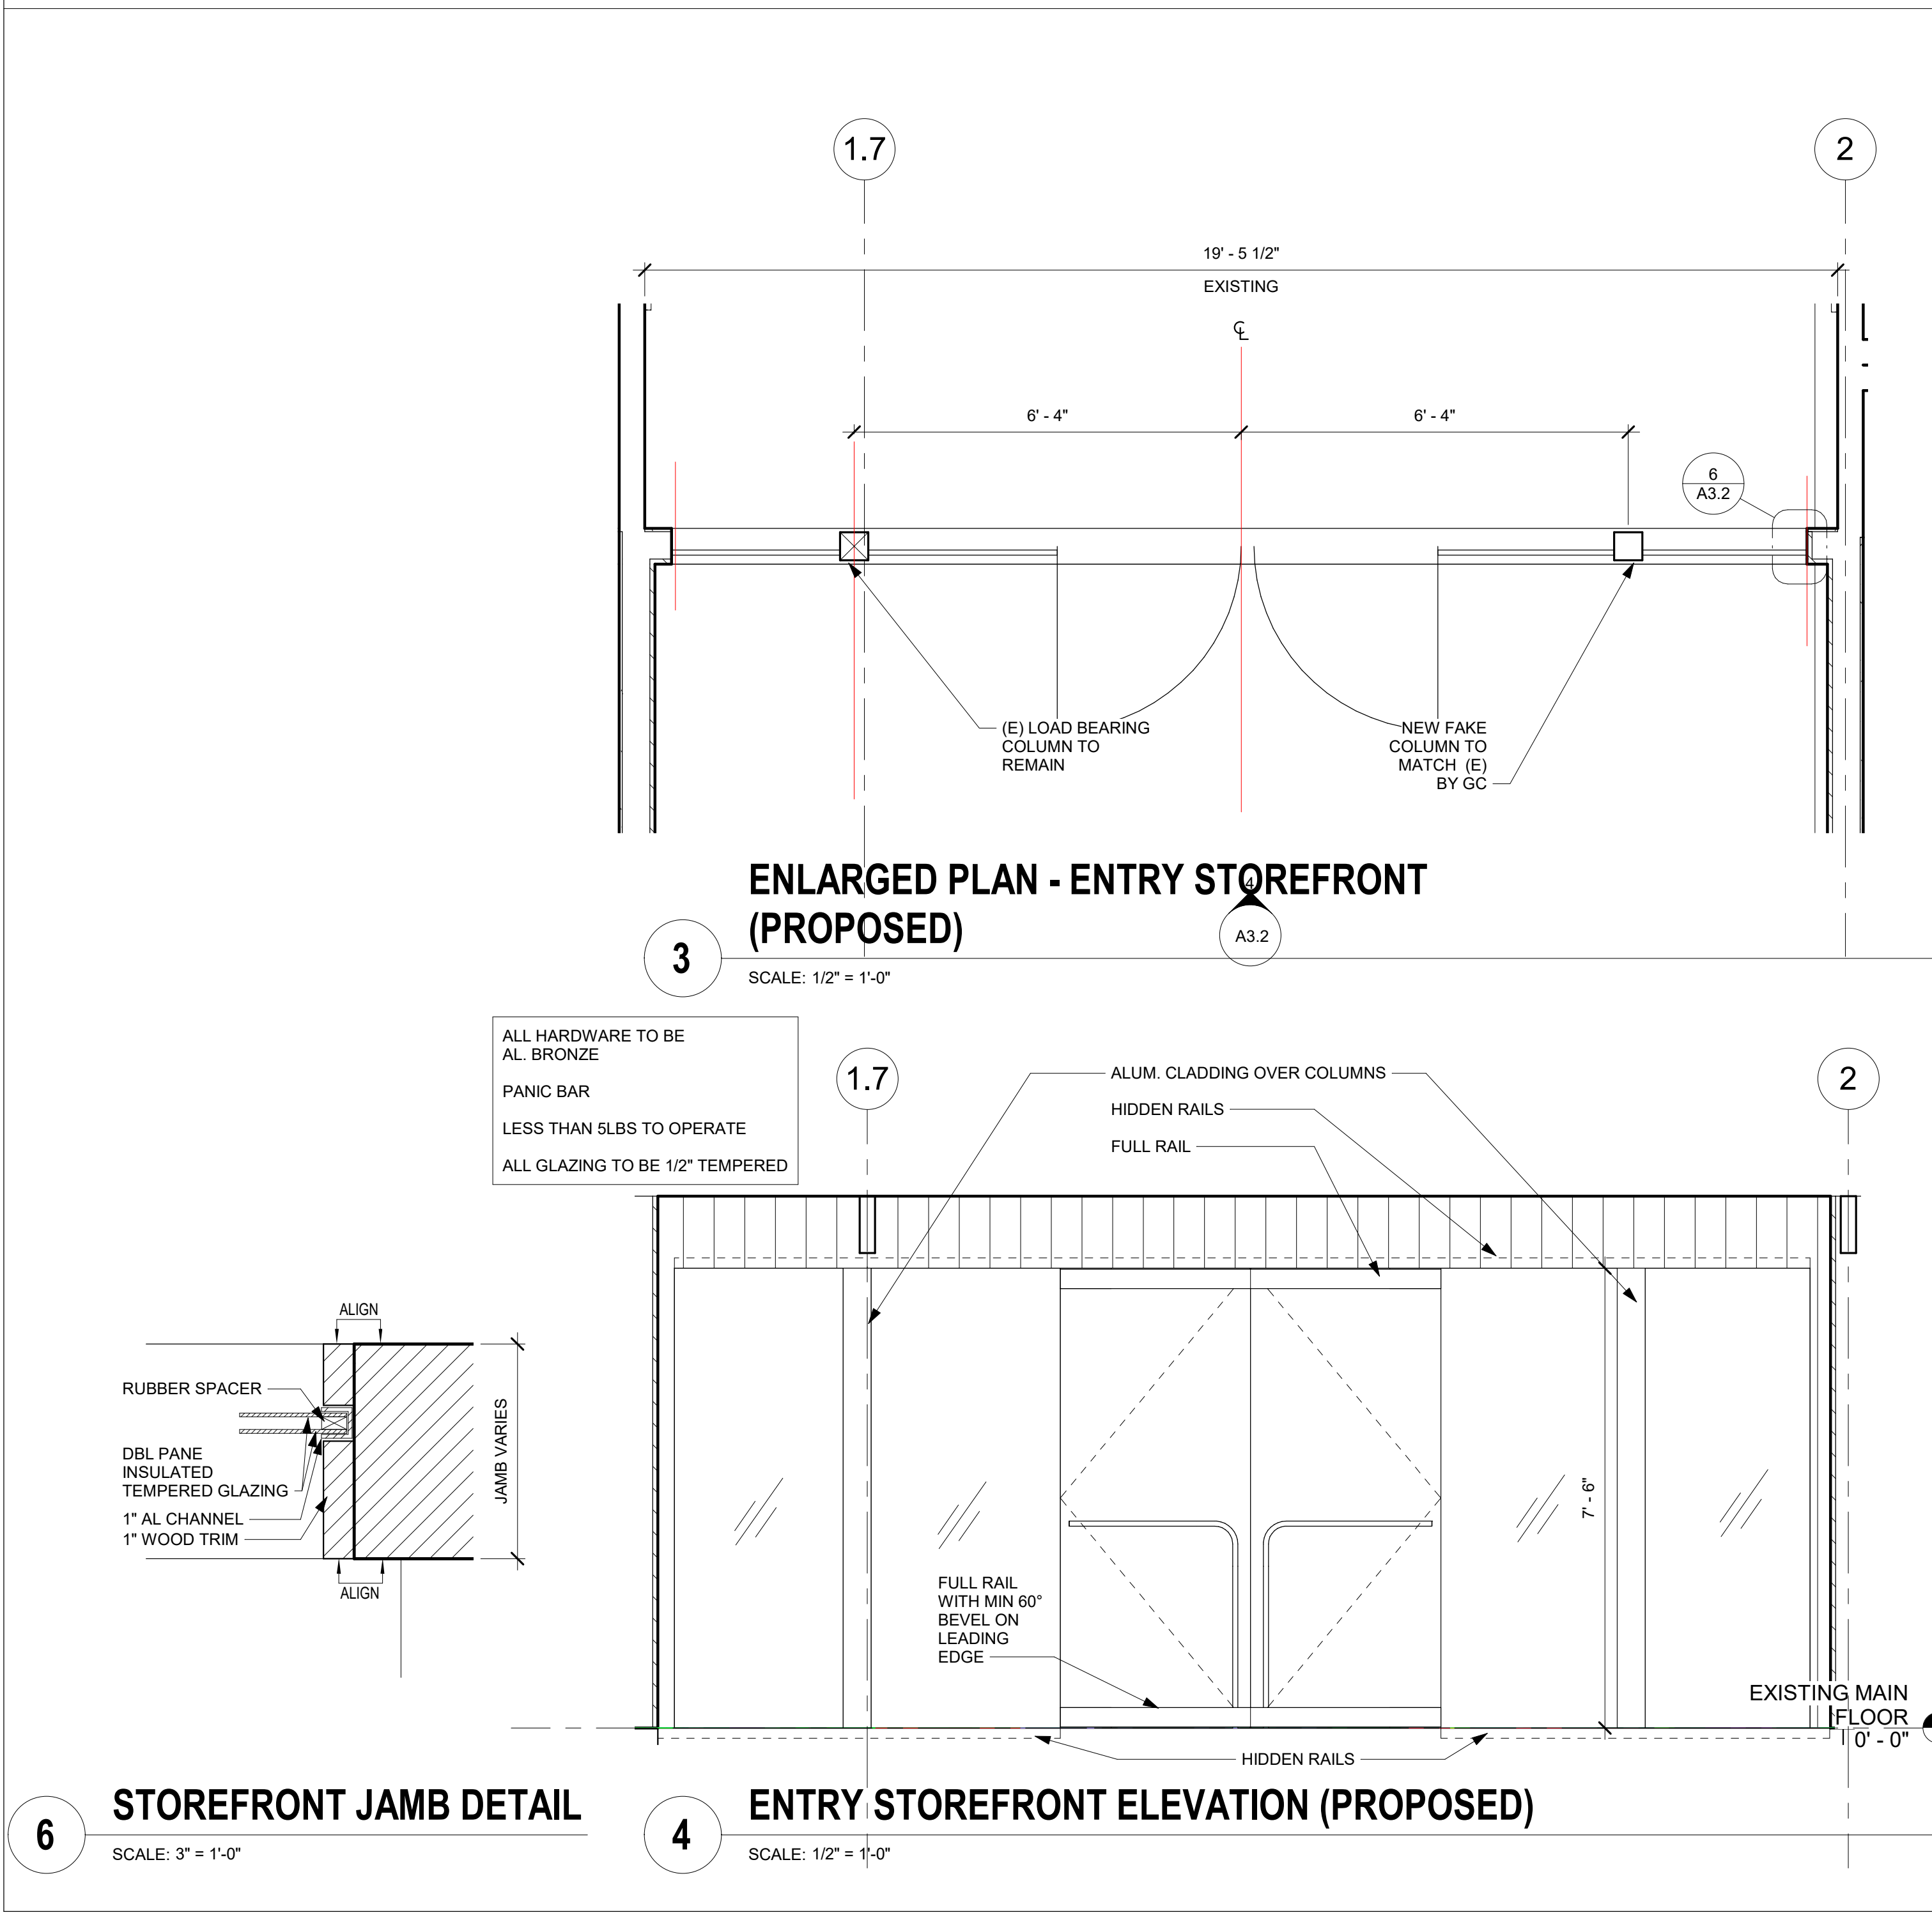 1.7
2
19' - 5 1/2"
EXISTING
℄
6' - 4"
6' - 4"
6
A3.2
(E) LOAD BEARING
COLUMN TO
REMAIN
NEW FAKE
COLUMN TO
MATCH (E)
BY GC
3
ENLARGED PLAN - ENTRY STOREFRONT
(PROPOSED)
SCALE: 1/2" = 1'-0"
4
A3.2
ALL HARDWARE TO BE
AL. BRONZE
PANIC BAR
LESS THAN 5LBS TO OPERATE
ALL GLAZING TO BE 1/2" TEMPERED
1.7
2
ALUM. CLADDING OVER COLUMNS
HIDDEN RAILS
FULL RAIL
7' - 6"
FULL RAIL
WITH MIN 60°
BEVEL ON
LEADING
EDGE
EXISTING MAIN
FLOOR
0' - 0"
HIDDEN RAILS
ALIGN
RUBBER SPACER
DBL PANE
INSULATED
TEMPERED GLAZING
1" AL CHANNEL
1" WOOD TRIM
JAMB VARIES
ALIGN
6
STOREFRONT JAMB DETAIL
SCALE: 3" = 1'-0"
4
ENTRY STOREFRONT ELEVATION (PROPOSED)
SCALE: 1/2" = 1'-0"